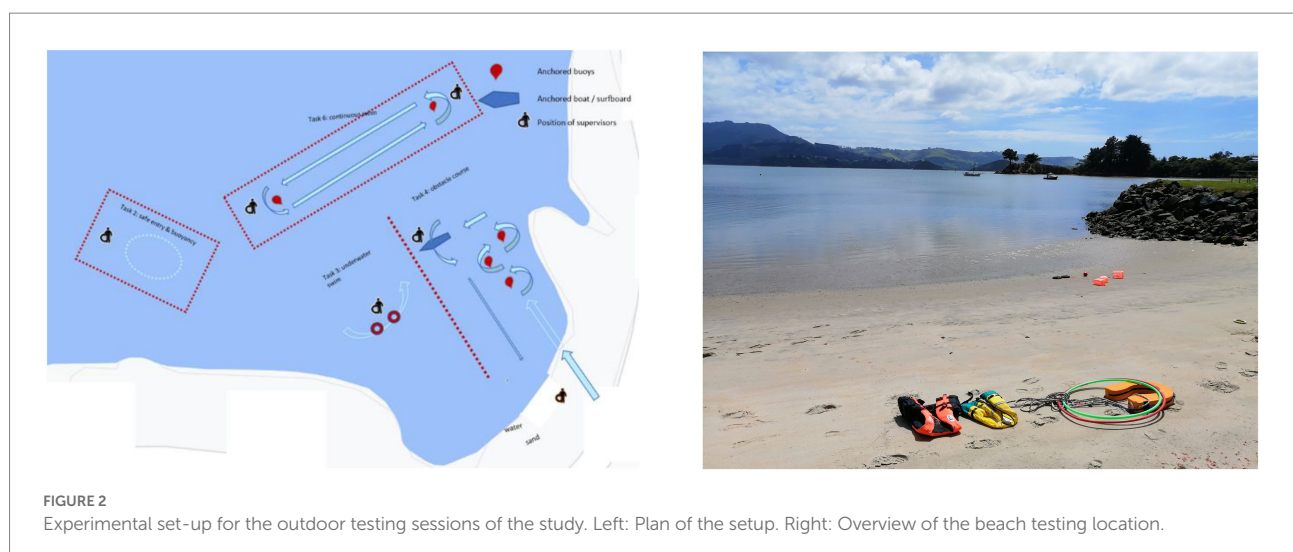 Anchored buoys
Anchored boat / surfboard
Position of supervisors
Task 6: continuous swim
Task 4: obstacle course
Task 2: safe entry & buoyancy
Task 3: underwater
swim
water
sand
FIGURE 2
Experimental set-up for the outdoor testing sessions of the study. Left: Plan of the setup. Right: Overview of the beach testing location.